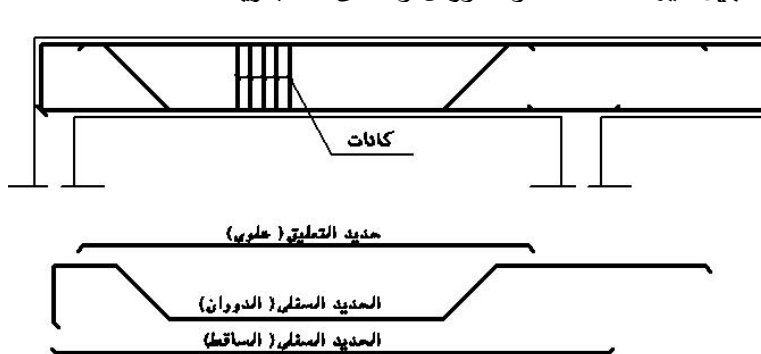 كانات
حديد التعليق ( علوي)
الحديد السفلي ( الدوران)
الحديد السفلي ( الساقط)